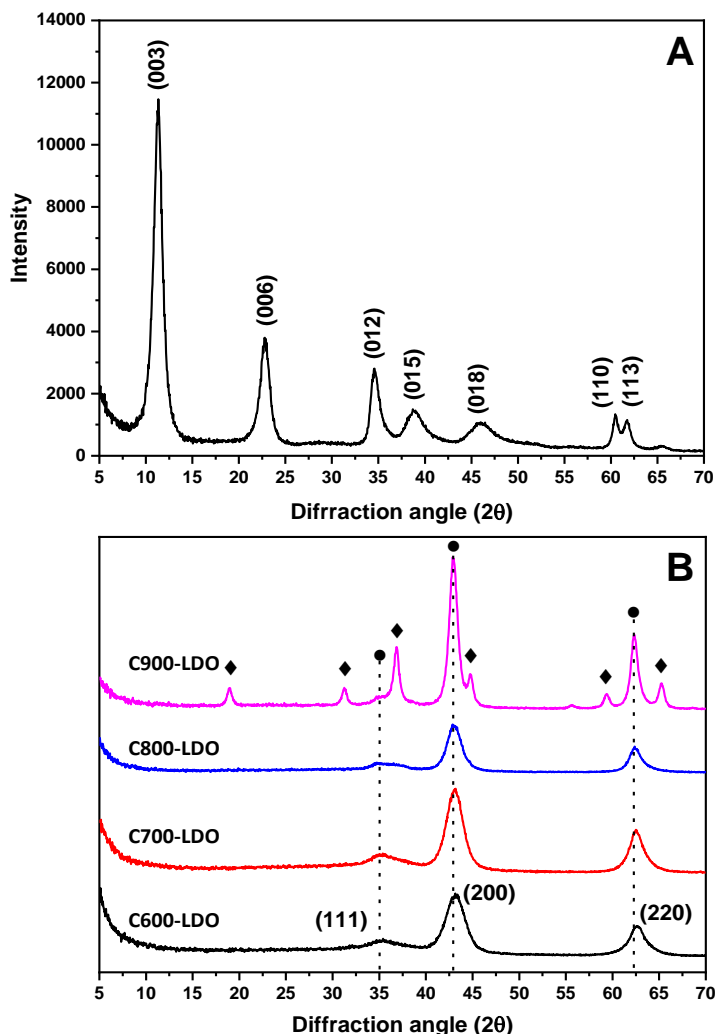 A
14000
12000
10000
8000
6000
4000
2000
0
Intensity
(003)
(006)
(012)
(015)
(018)
(110)
(113)
5 10 15 20 25 30 35 40 45 50 55 60 65 70
Difrraction angle (2θ)
B
C900-LDO
C800-LDO
C700-LDO
C600-LDO
(111)
(200)
(220)
5 10 15 20 25 30 35 40 45 50 55 60 65 70
Diffraction angle (2θ)